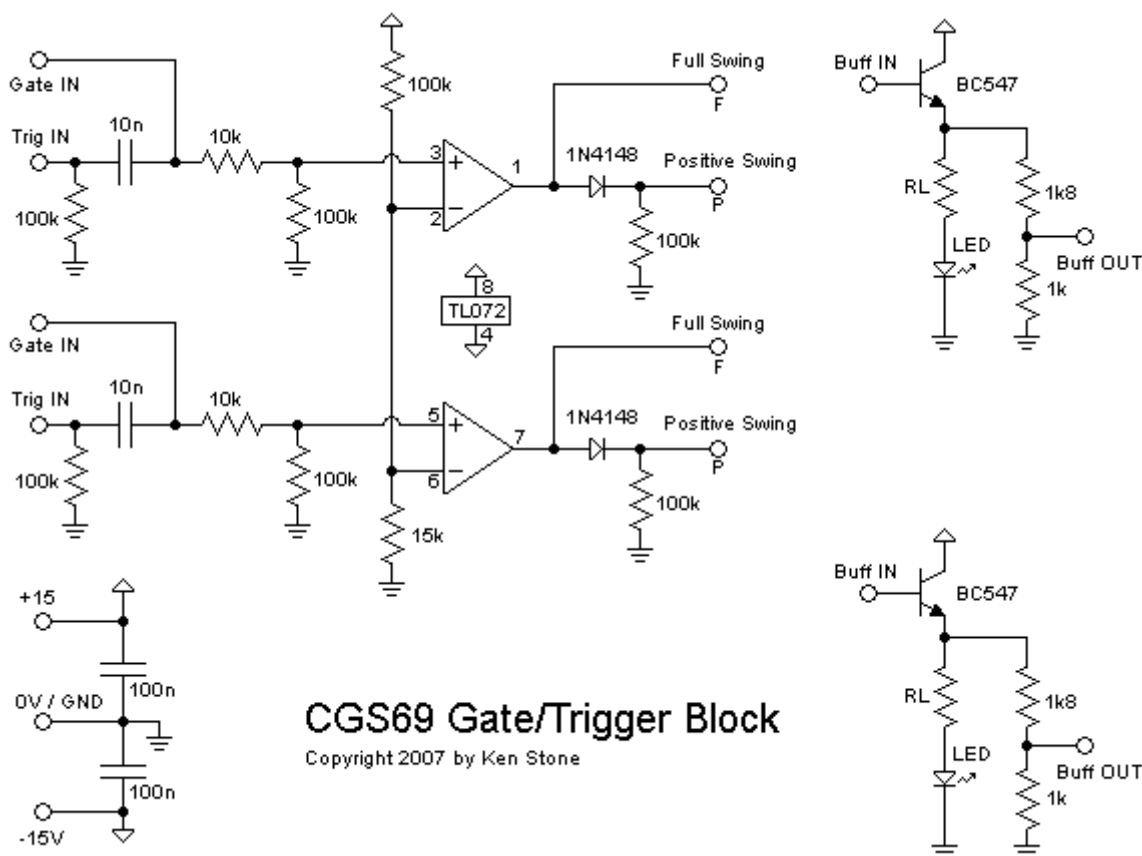 Gate IN
Trig IN
10n
100k
10k
100k
100k
3
+
2
−
1
Full Swing
F
1N4148
Positive Swing
P
100k
Buff IN
BC547
RL
LED
1k8
Buff OUT
1k
8
TL072
4
Gate IN
Trig IN
10n
100k
10k
100k
5
+
6
−
7
15k
Full Swing
F
1N4148
Positive Swing
P
100k
Buff IN
BC547
RL
LED
1k8
Buff OUT
1k
+15
100n
0V / GND
100n
-15V
CGS69 Gate/Trigger Block
Copyright 2007 by Ken Stone